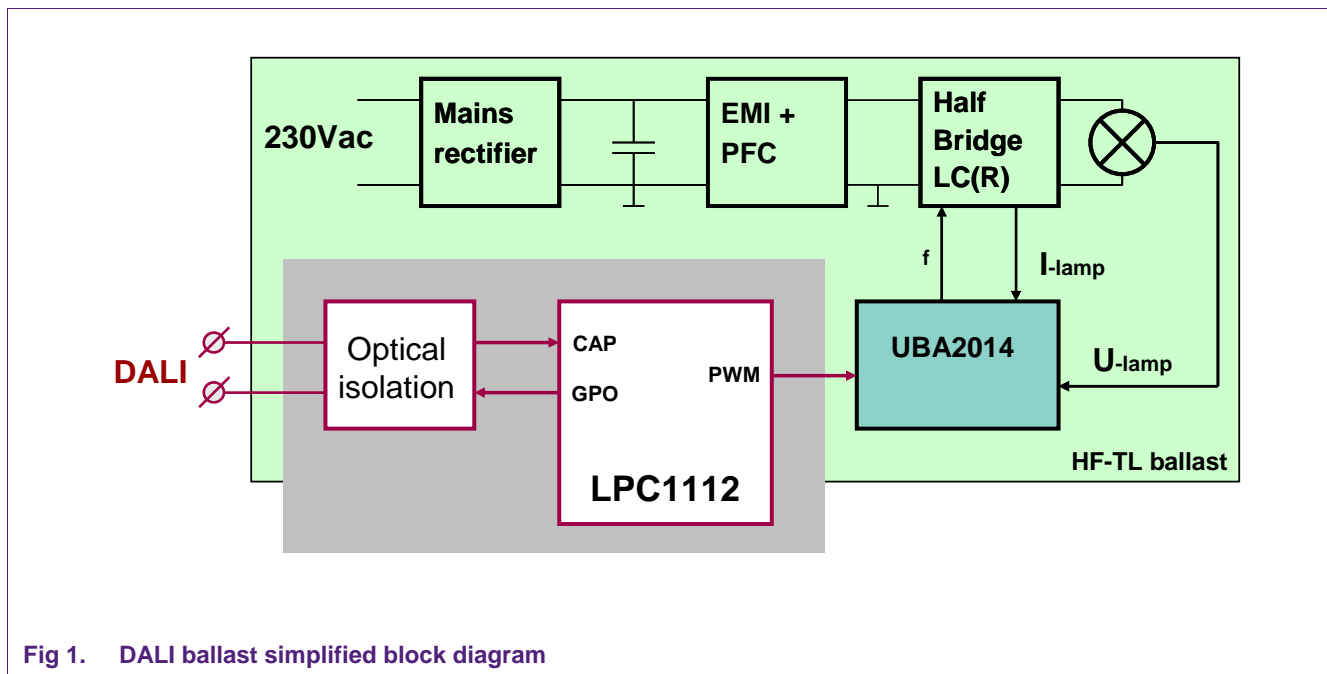 230Vac
Mains
rectifier
EMI +
PFC
Half
Bridge
LC(R)
f
I-lamp
DALI
Optical
isolation
CAP
GPO
PWM
LPC1112
UBA2014
U-lamp
HF-TL ballast
Fig 1. DALI ballast simplified block diagram